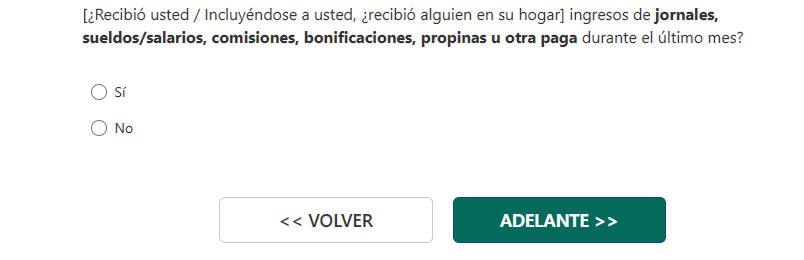 [¿Recibió usted / Incluyéndose a usted, ¿recibió alguien en su hogar] ingresos de jornales,
sueldos/salarios, comisiones, bonificaciones, propinas u otra paga durante el último mes?
Sí
No
<< VOLVER
ADELANTE >>